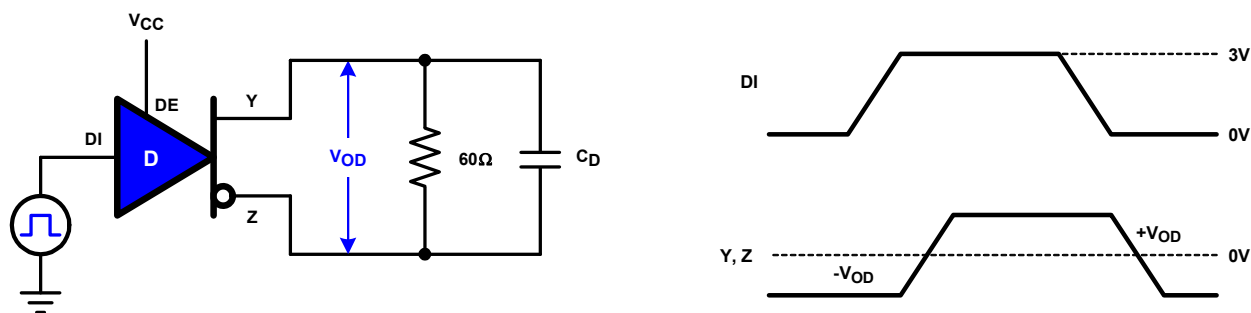 VCC
DE
DI
D
Y
Z
VOD
60Ω
CD
DI
3V
0V
Y, Z
-VOD
+VOD
0V